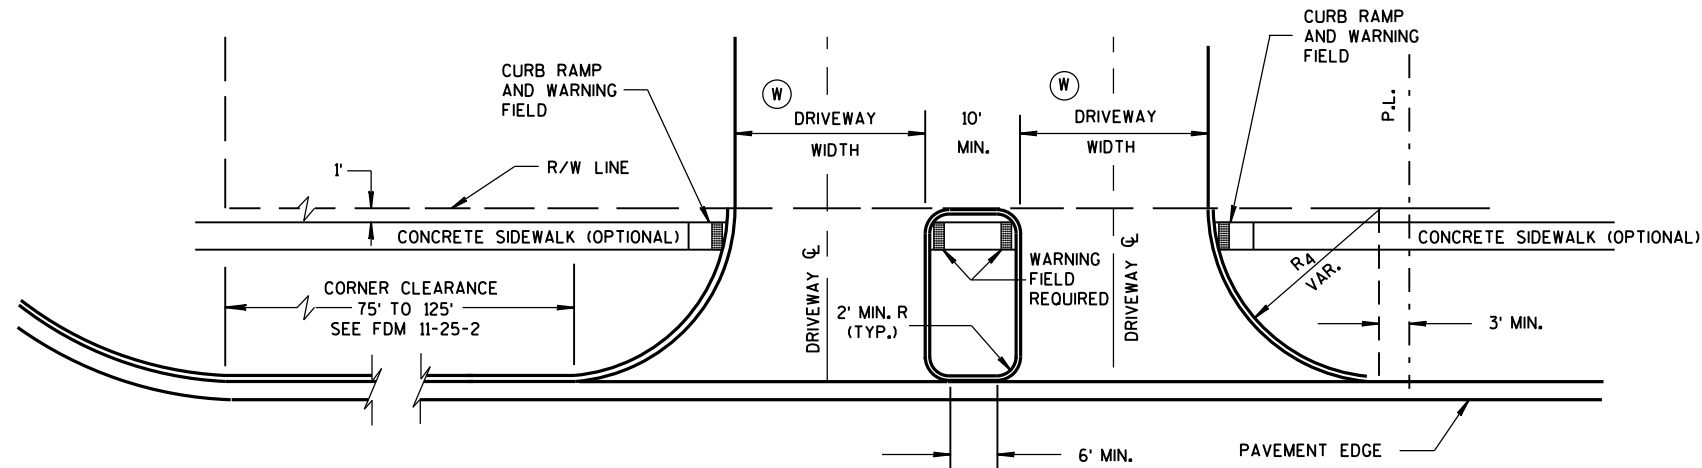 CURB RAMP
AND WARNING
FIELD
CURB RAMP
AND WARNING
FIELD
W
W
DRIVEWAY
WIDTH
10'
MIN.
DRIVEWAY
WIDTH
P.L.
1'
R/W LINE
CONCRETE SIDEWALK (OPTIONAL)
CONCRETE SIDEWALK (OPTIONAL)
CORNER CLEARANCE
75' TO 125'
SEE FDM 11-25-2
DRIVEWAY CL
2' MIN. R
(TYP.)
WARNING
FIELD
REQUIRED
DRIVEWAY CL
R4
VAR.
3' MIN.
6' MIN.
PAVEMENT EDGE